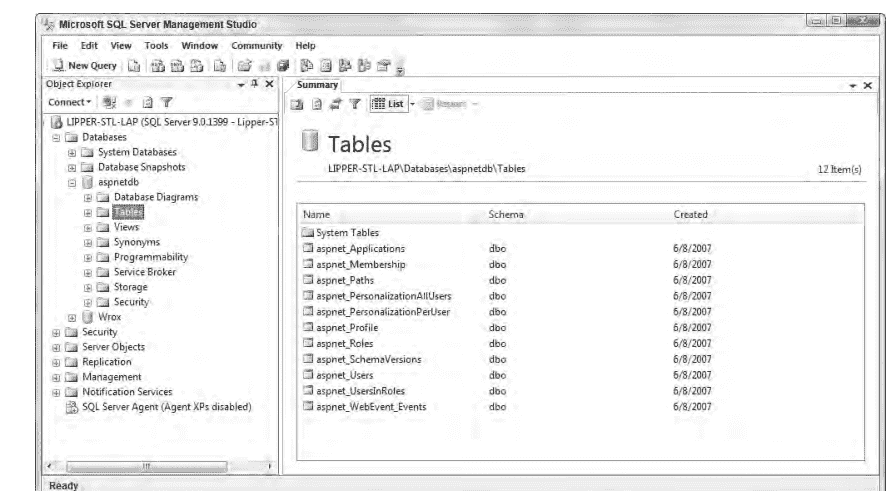 Microsoft SQL Server Management Studio
File Edit View Tools Window Community Help
New Query
Object Explorer
Connect
LIPPER-STL-LAP (SQL Server 9.0.1399 - Lipper-ST
Databases
System Databases
Database Snapshots
aspnetdb
Database Diagrams
Tables
Views
Synonyms
Programmability
Service Broker
Storage
Security
Wrox
Security
Server Objects
Replication
Management
Notification Services
SQL Server Agent (Agent XPs disabled)
Summary
List Report
Tables
LIPPER-STL-LAP\Databases\aspnetdb\Tables 12 Item(s)
Name Schema Created
System Tables
aspnet_Applications dbo 6/8/2007
aspnet_Membership dbo 6/8/2007
aspnet_Paths dbo 6/8/2007
aspnet_PersonalizationAllUsers dbo 6/8/2007
aspnet_PersonalizationPerUser dbo 6/8/2007
aspnet_Profile dbo 6/8/2007
aspnet_Roles dbo 6/8/2007
aspnet_SchemaVersions dbo 6/8/2007
aspnet_Users dbo 6/8/2007
aspnet_UsersInRoles dbo 6/8/2007
aspnet_WebEvent_Events dbo 6/8/2007
Ready